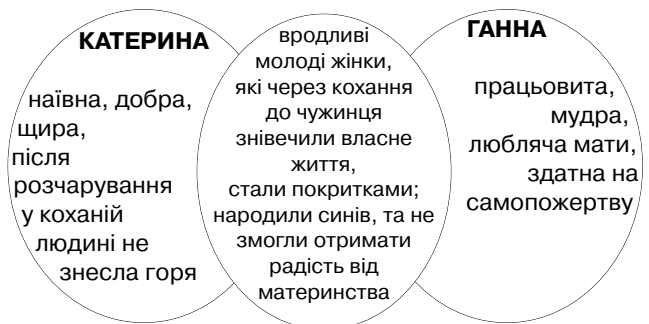 КАТЕРИНА
наївна, добра,
щира,
після
розчарування
у коханій
людині не
знесла горя
вродливі
молоді жінки,
які через кохання
до чужинця
знівечили власне
життя,
стали покритками;
народили синів, та не
змогли отримати
радість від
материнства
ГАННА
працьовита,
мудра,
любляча мати,
здатна на
самопожертву